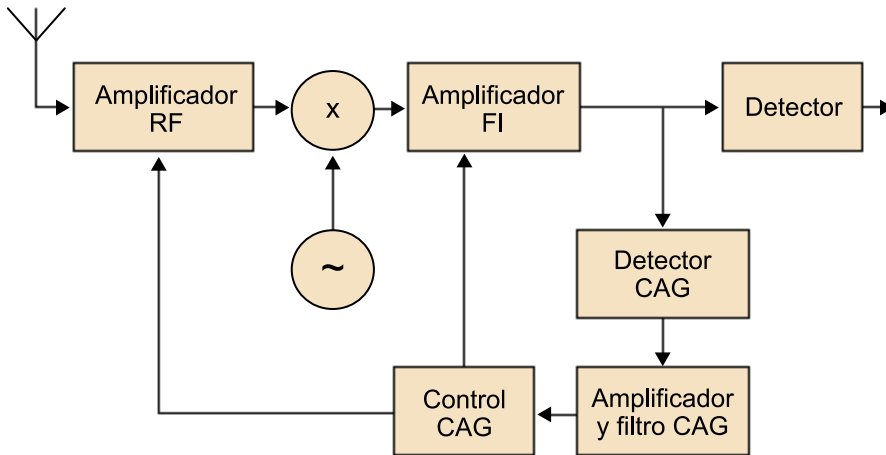 Amplificador
RF
x
Amplificador
FI
Detector
~
Detector
CAG
Control
CAG
Amplificador
y filtro CAG